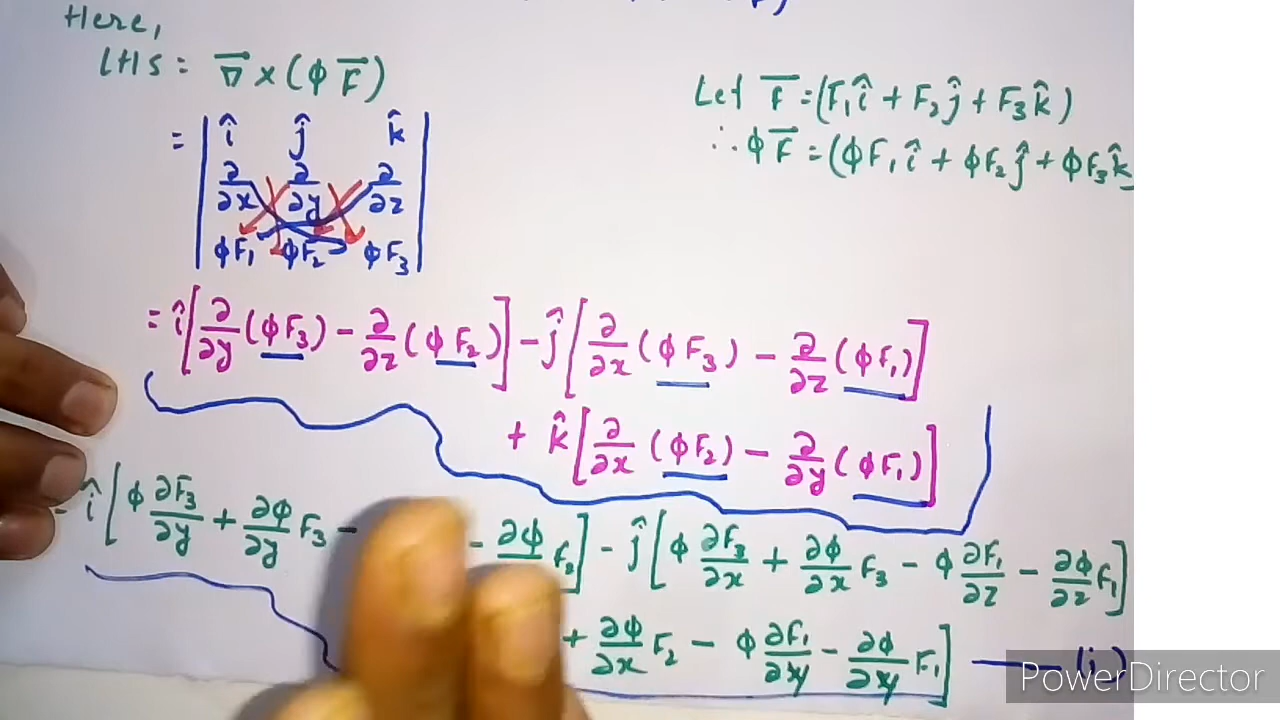 Here,
LHS = ∇⃗ × (ϕ F⃗)
Let F⃗ = (F₁î + F₂ĵ + F₃k̂)
∴ ϕF⃗ = (ϕF₁î + ϕF₂ĵ + ϕF₃k̂
= | î ĵ k̂ |
| ∂/∂x ∂/∂y ∂/∂z |
| ϕF₁ ϕF₂ ϕF₃ |
= î[∂/∂y (ϕF₃) − ∂/∂z (ϕF₂)] − ĵ[∂/∂x (ϕF₃) − ∂/∂z (ϕF₁)]
+ k̂[∂/∂x (ϕF₂) − ∂/∂y (ϕF₁)]
î[ϕ ∂F₃/∂y + ∂ϕ/∂y F₃ − − ∂ϕ F₂] − ĵ[ϕ ∂F₃/∂x + ∂ϕ/∂x F₃ − ϕ ∂F₁/∂z − ∂ϕ/∂z F₁]
+ ∂ϕ/∂x F₂ − ϕ ∂F₁/∂y − ∂ϕ/∂y F₁] —— (i)
PowerDirector